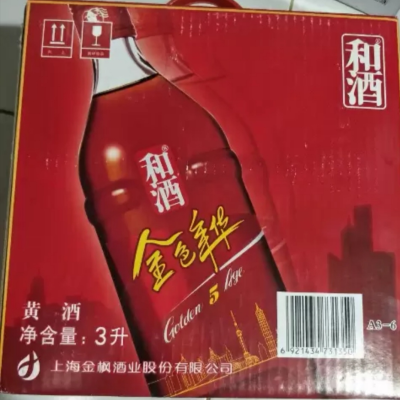 和酒
和酒
金色年华
Golden 5 Age
黄酒
净含量：3升
A3-6
上海金枫酒业股份有限公司